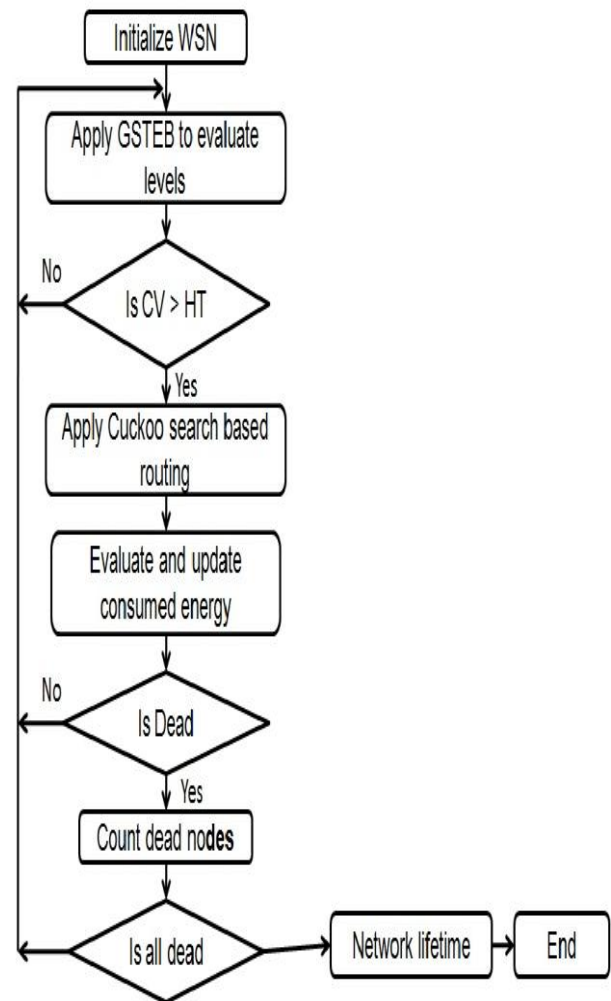 Initialize WSN
Apply GSTEB to evaluate
levels
No
Is CV > HT
Yes
Apply Cuckoo search based
routing
Evaluate and update
consumed energy
No
Is Dead
Yes
Count dead nodes
Is all dead
Network lifetime
End